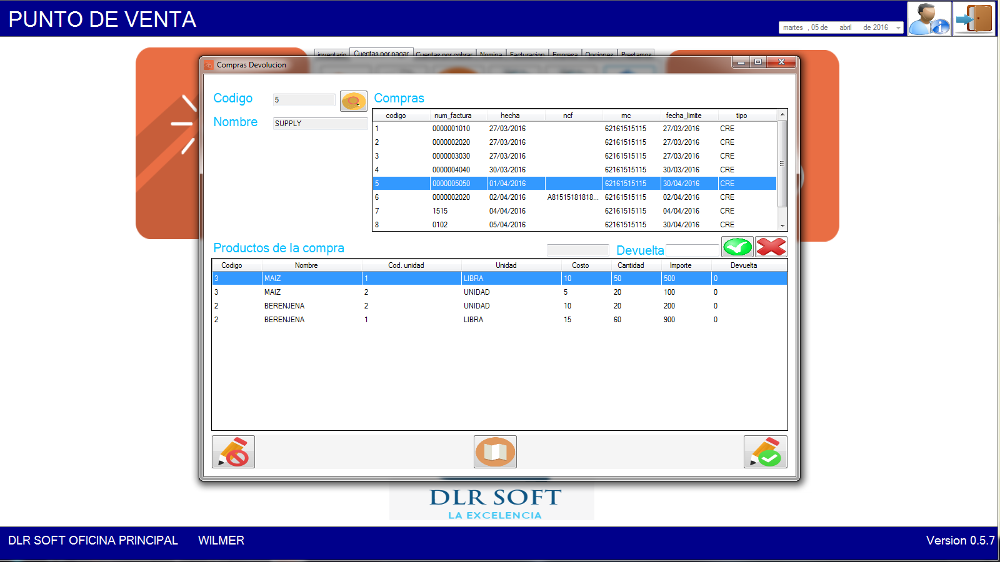 PUNTO DE VENTA
martes , 05 de abril de 2016
inventario Cuentas por pagar Cuentas por cobrar Nomina Facturacion Empresa Opciones Prestamos
Compras Devolucion
Codigo 5
Nombre SUPPLY
Compras
codigo num_factura hecha ncf rnc fecha_limite tipo
1 0000001010 27/03/2016 62161515115 27/03/2016 CRE
2 0000002020 27/03/2016 62161515115 27/03/2016 CRE
3 0000003030 27/03/2016 62161515115 27/03/2016 CRE
4 0000004040 30/03/2016 62161515115 30/03/2016 CRE
5 0000005050 01/04/2016 62161515115 30/04/2016 CRE
6 0000002020 02/04/2016 A81515181818... 62161515115 02/04/2016 CRE
7 1515 04/04/2016 62161515115 04/04/2016 CRE
8 0102 05/04/2016 62161515115 30/04/2016 CRE
Productos de la compra Devuelta
Codigo Nombre Cod. unidad Unidad Costo Cantidad Importe Devuelta
3 MAIZ 1 LIBRA 10 50 500 0
3 MAIZ 2 UNIDAD 5 20 100 0
2 BERENJENA 2 UNIDAD 10 20 200 0
2 BERENJENA 1 LIBRA 15 60 900 0
DLR SOFT
LA EXCELENCIA
DLR SOFT OFICINA PRINCIPAL WILMER Version 0.5.7